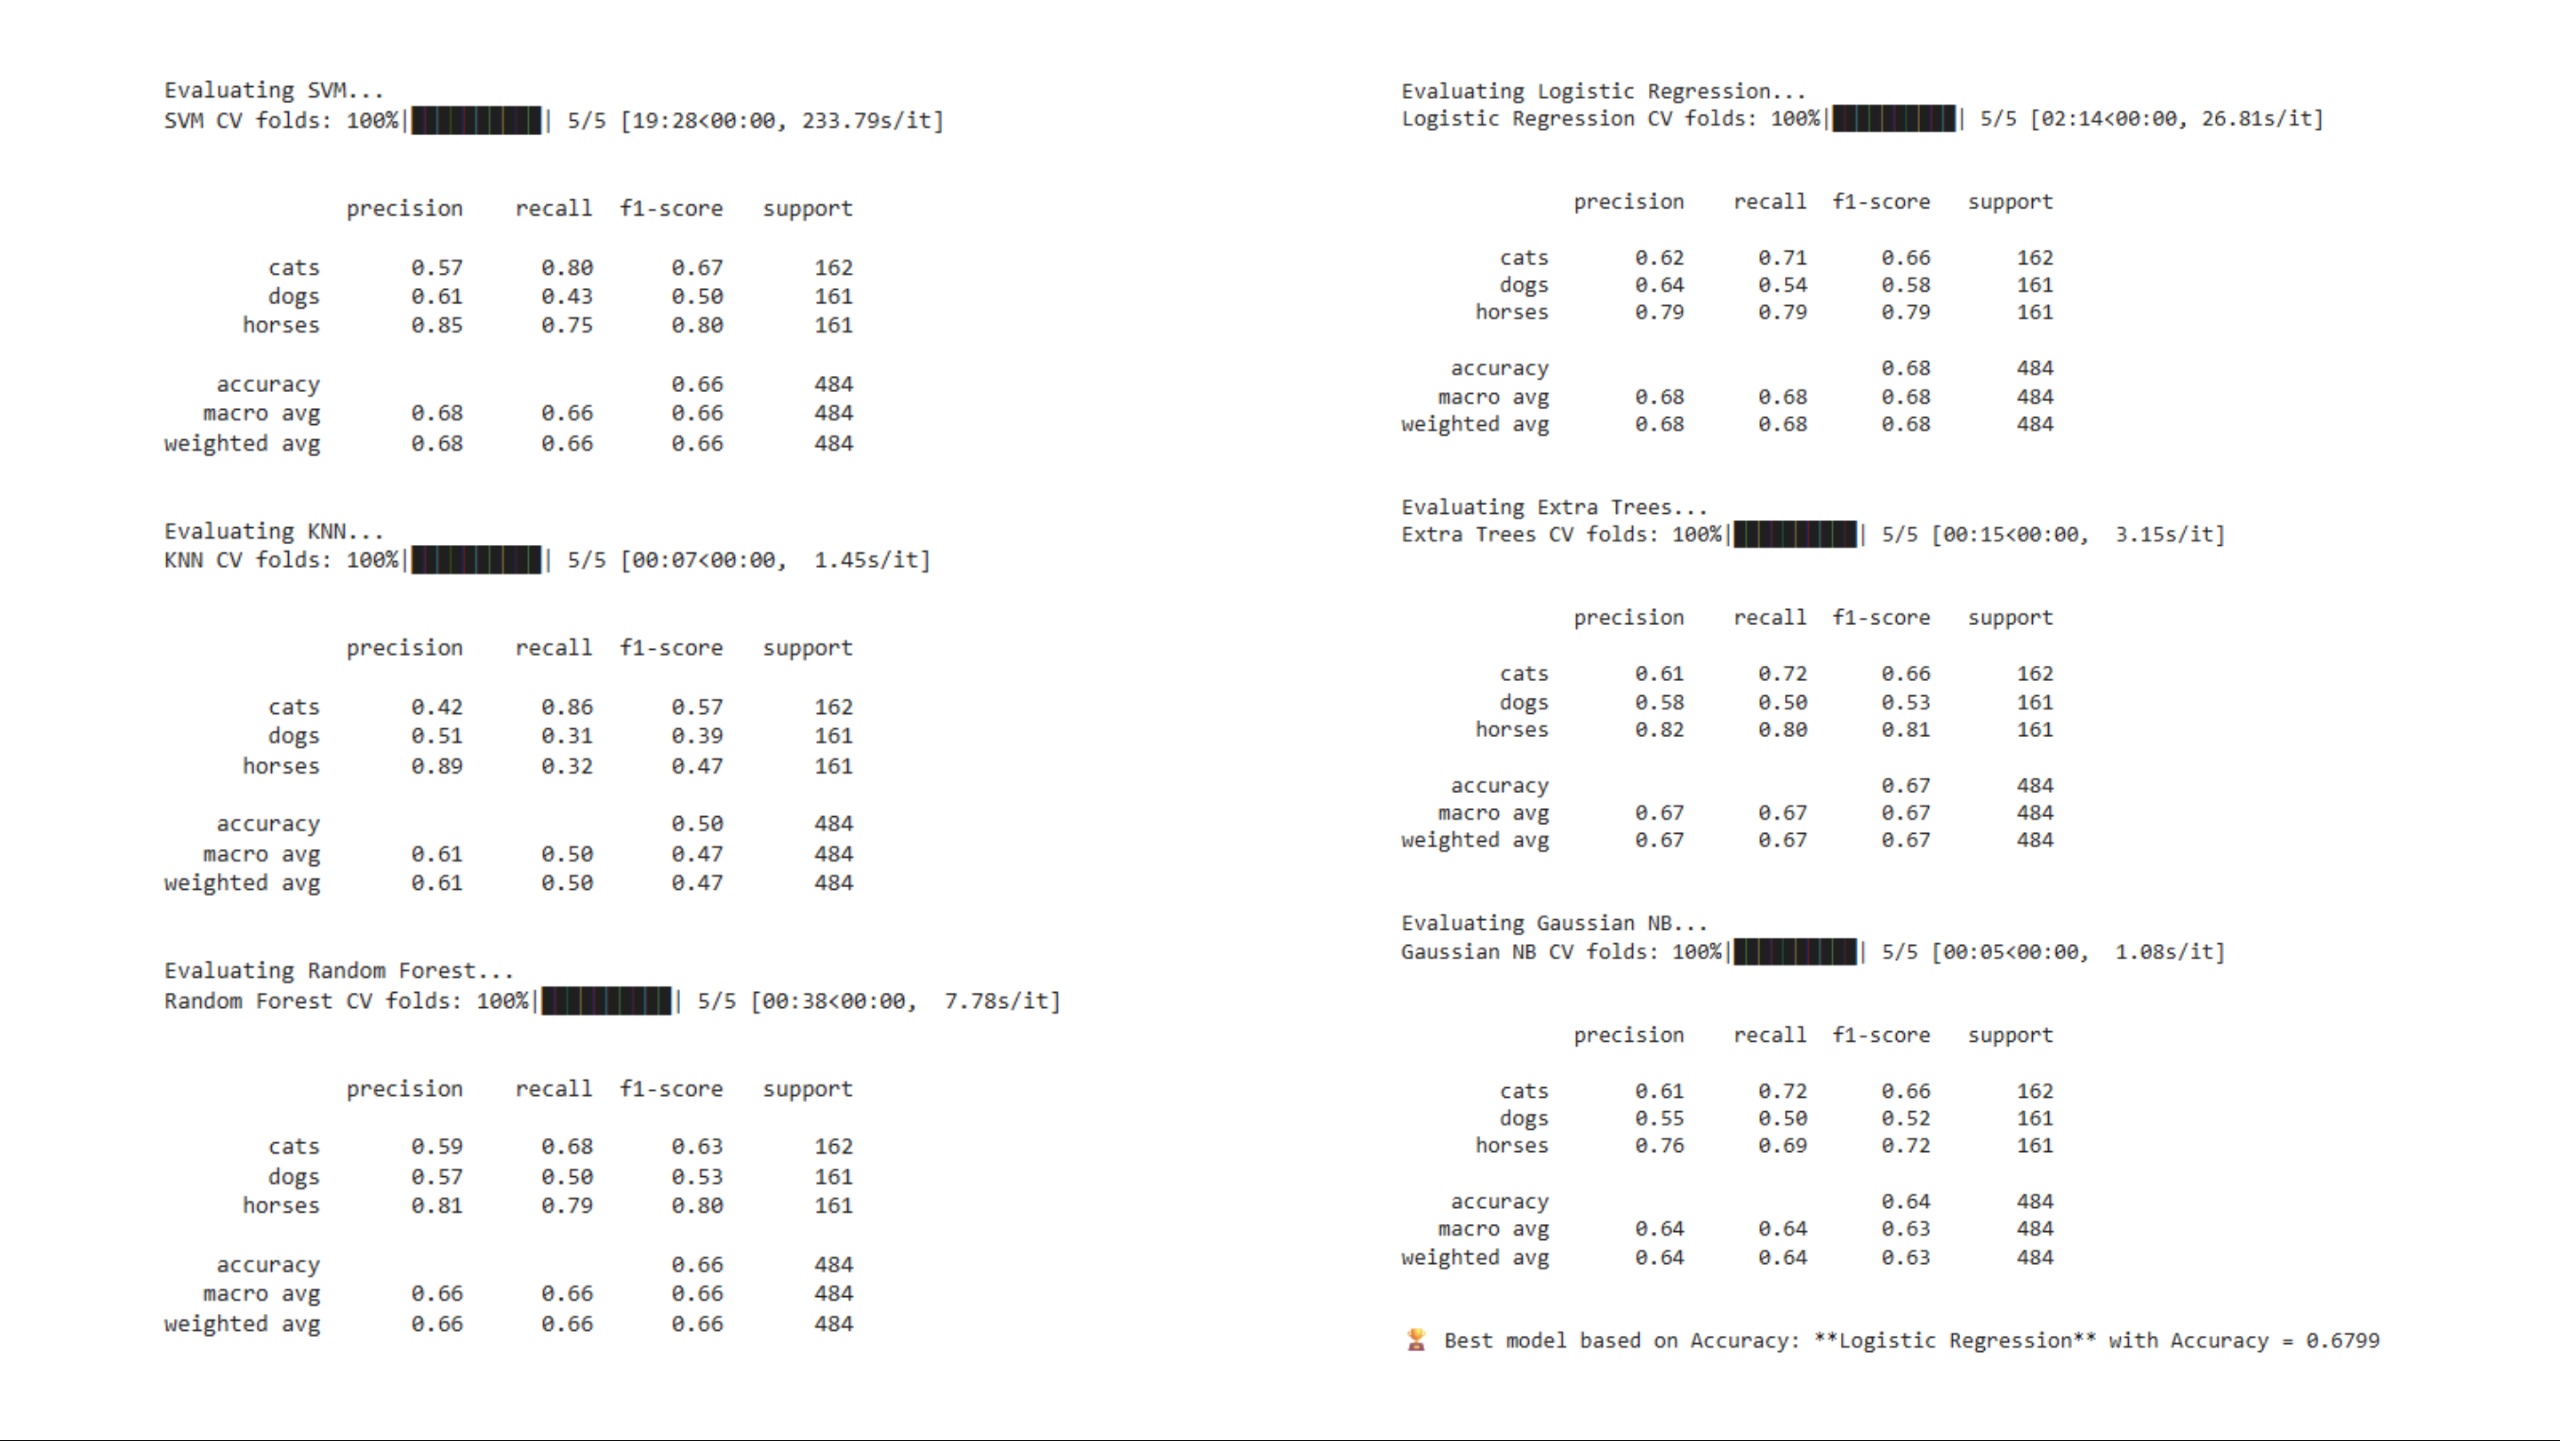 Evaluating SVM...
SVM CV folds: 100%|██████████| 5/5 [19:28<00:00, 233.79s/it]
precision recall f1-score support
cats 0.57 0.80 0.67 162
dogs 0.61 0.43 0.50 161
horses 0.85 0.75 0.80 161
accuracy 0.66 484
macro avg 0.68 0.66 0.66 484
weighted avg 0.68 0.66 0.66 484
Evaluating KNN...
KNN CV folds: 100%|██████████| 5/5 [00:07<00:00, 1.45s/it]
precision recall f1-score support
cats 0.42 0.86 0.57 162
dogs 0.51 0.31 0.39 161
horses 0.89 0.32 0.47 161
accuracy 0.50 484
macro avg 0.61 0.50 0.47 484
weighted avg 0.61 0.50 0.47 484
Evaluating Random Forest...
Random Forest CV folds: 100%|██████████| 5/5 [00:38<00:00, 7.78s/it]
precision recall f1-score support
cats 0.59 0.68 0.63 162
dogs 0.57 0.50 0.53 161
horses 0.81 0.79 0.80 161
accuracy 0.66 484
macro avg 0.66 0.66 0.66 484
weighted avg 0.66 0.66 0.66 484
Evaluating Logistic Regression...
Logistic Regression CV folds: 100%|██████████| 5/5 [02:14<00:00, 26.81s/it]
precision recall f1-score support
cats 0.62 0.71 0.66 162
dogs 0.64 0.54 0.58 161
horses 0.79 0.79 0.79 161
accuracy 0.68 484
macro avg 0.68 0.68 0.68 484
weighted avg 0.68 0.68 0.68 484
Evaluating Extra Trees...
Extra Trees CV folds: 100%|██████████| 5/5 [00:15<00:00, 3.15s/it]
precision recall f1-score support
cats 0.61 0.72 0.66 162
dogs 0.58 0.50 0.53 161
horses 0.82 0.80 0.81 161
accuracy 0.67 484
macro avg 0.67 0.67 0.67 484
weighted avg 0.67 0.67 0.67 484
Evaluating Gaussian NB...
Gaussian NB CV folds: 100%|██████████| 5/5 [00:05<00:00, 1.08s/it]
precision recall f1-score support
cats 0.61 0.72 0.66 162
dogs 0.55 0.50 0.52 161
horses 0.76 0.69 0.72 161
accuracy 0.64 484
macro avg 0.64 0.64 0.63 484
weighted avg 0.64 0.64 0.63 484
🏆 Best model based on Accuracy: **Logistic Regression** with Accuracy = 0.6799